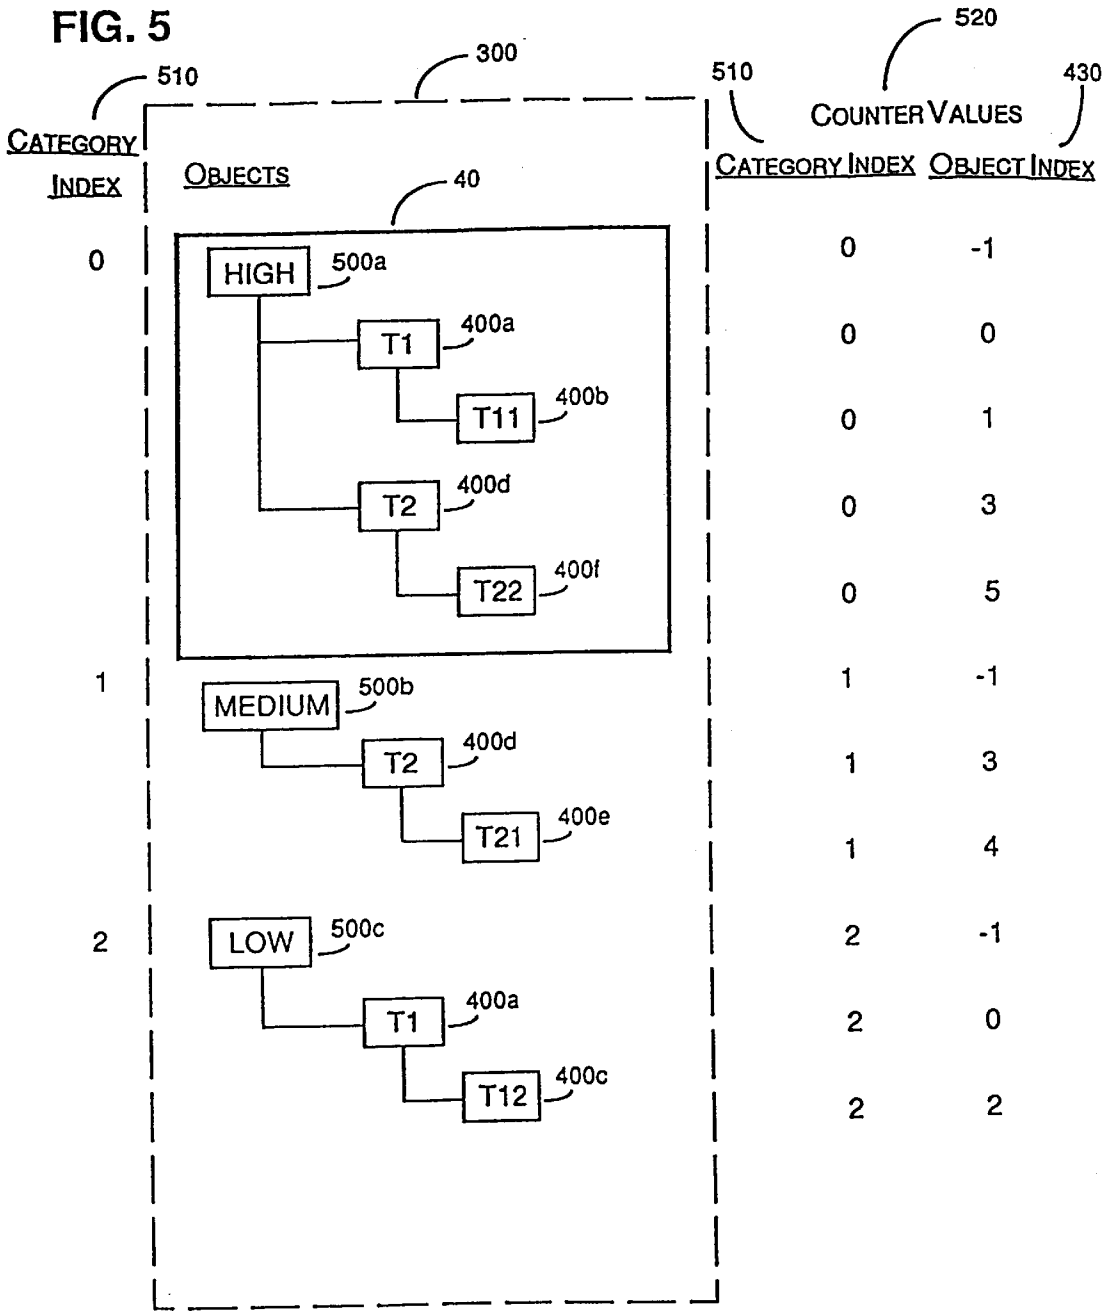 FIG. 5
520
300
510
510
430
COUNTER VALUES
CATEGORY
INDEX
OBJECTS
CATEGORY INDEX
OBJECT INDEX
40
0
HIGH
500a
0
-1
T1
400a
0
0
T11
400b
0
1
T2
400d
0
3
T22
400f
0
5
1
MEDIUM
500b
1
-1
T2
400d
1
3
T21
400e
1
4
2
LOW
500c
2
-1
T1
400a
2
0
T12
400c
2
2